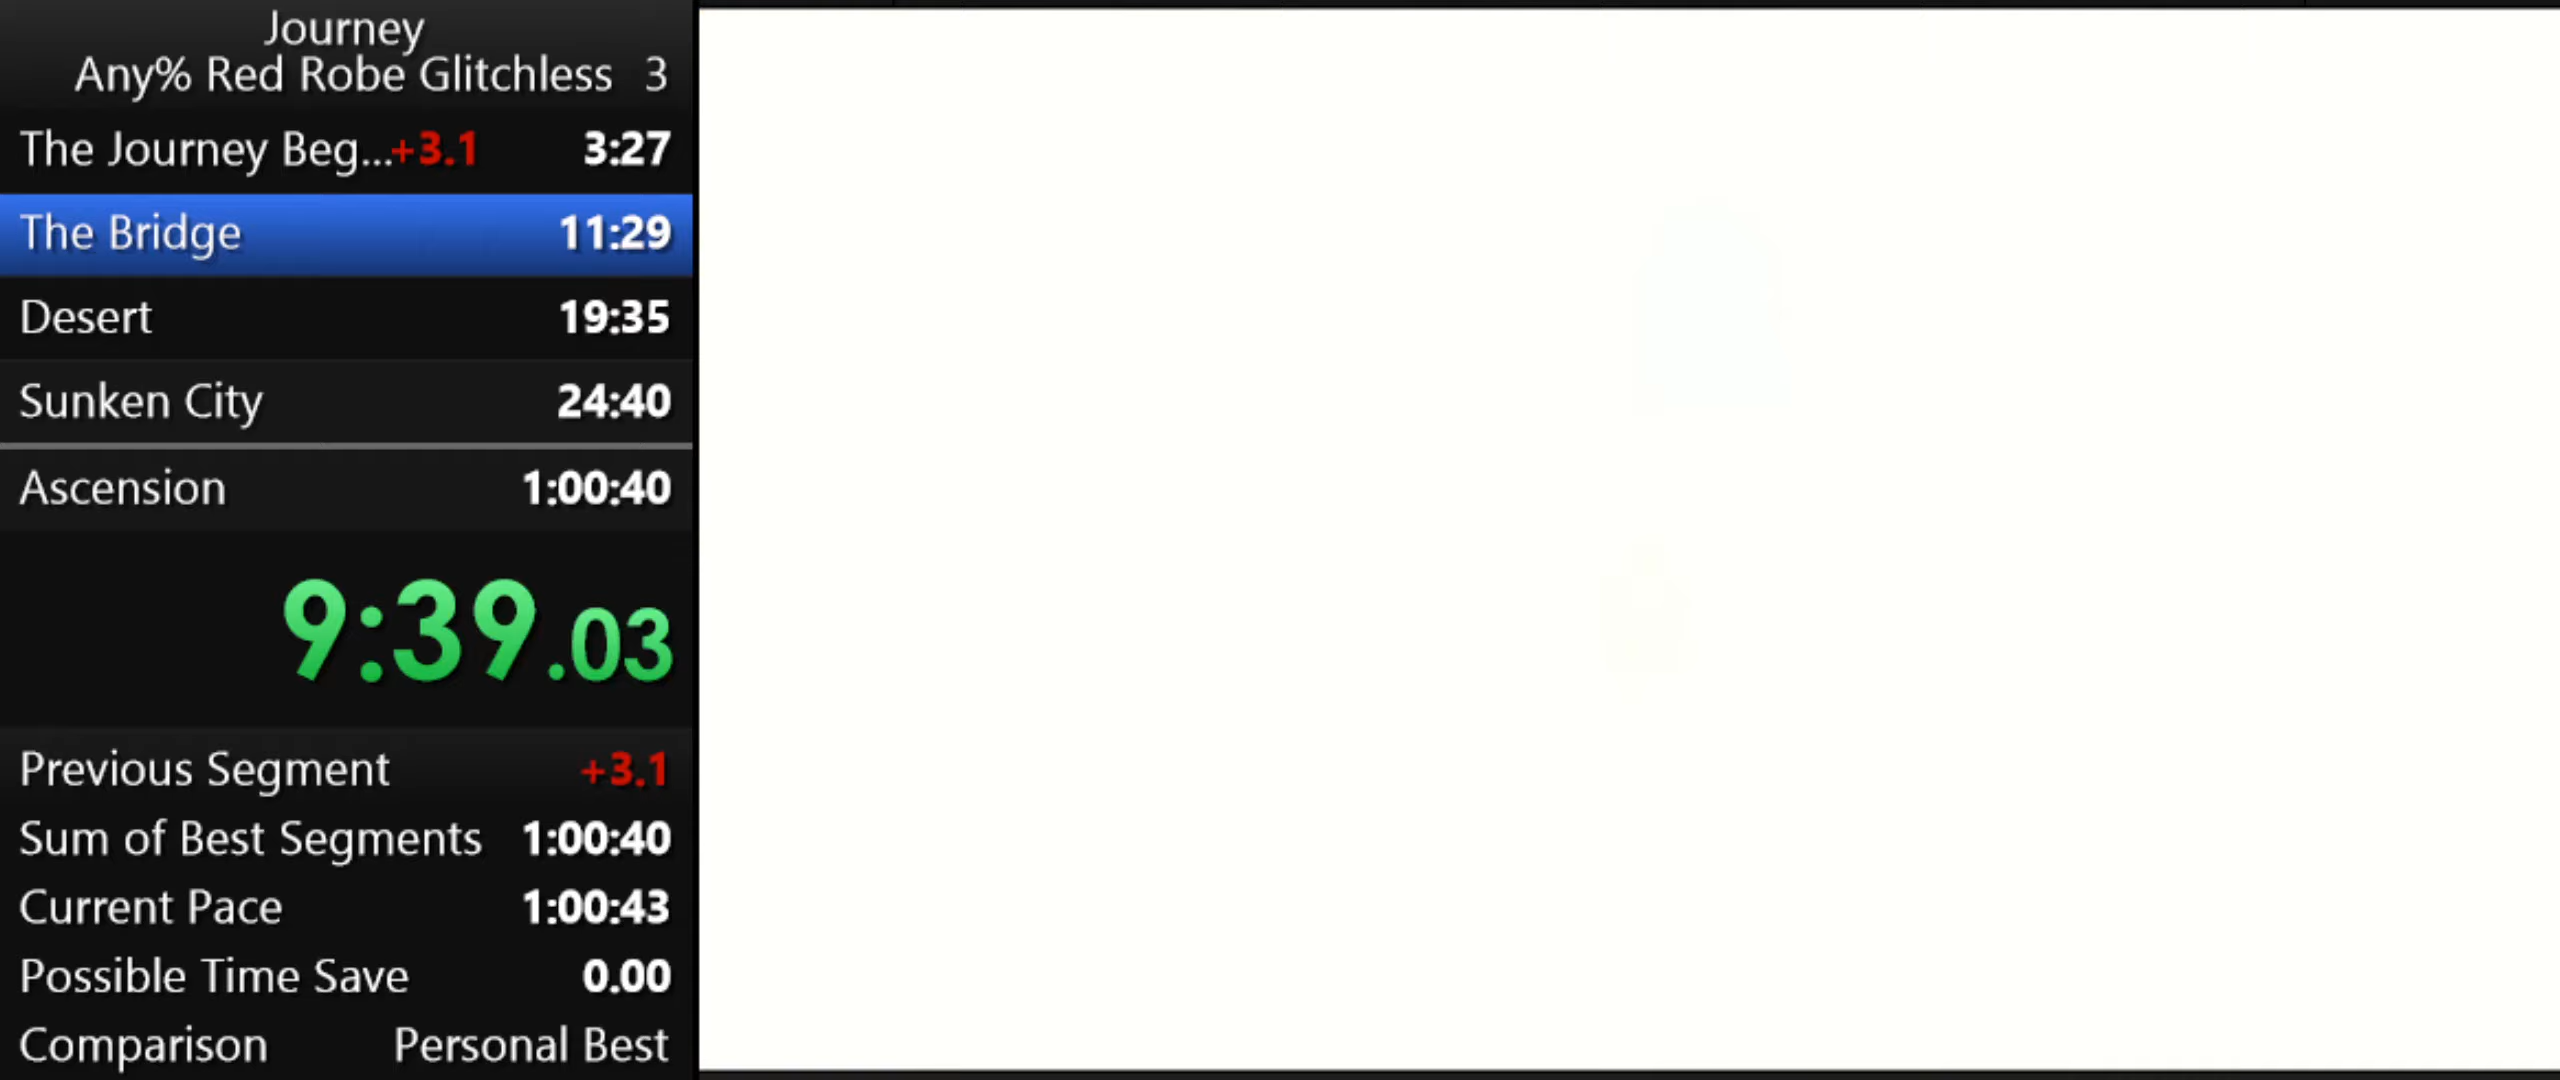 Journey
Any% Red Robe Glitchless 3
The Journey Beg...+3.1 3:27
The Bridge 11:29
Desert 19:35
Sunken City 24:40
Ascension 1:00:40
9:39.03
Previous Segment +3.1
Sum of Best Segments 1:00:40
Current Pace 1:00:43
Possible Time Save 0.00
Comparison Personal Best